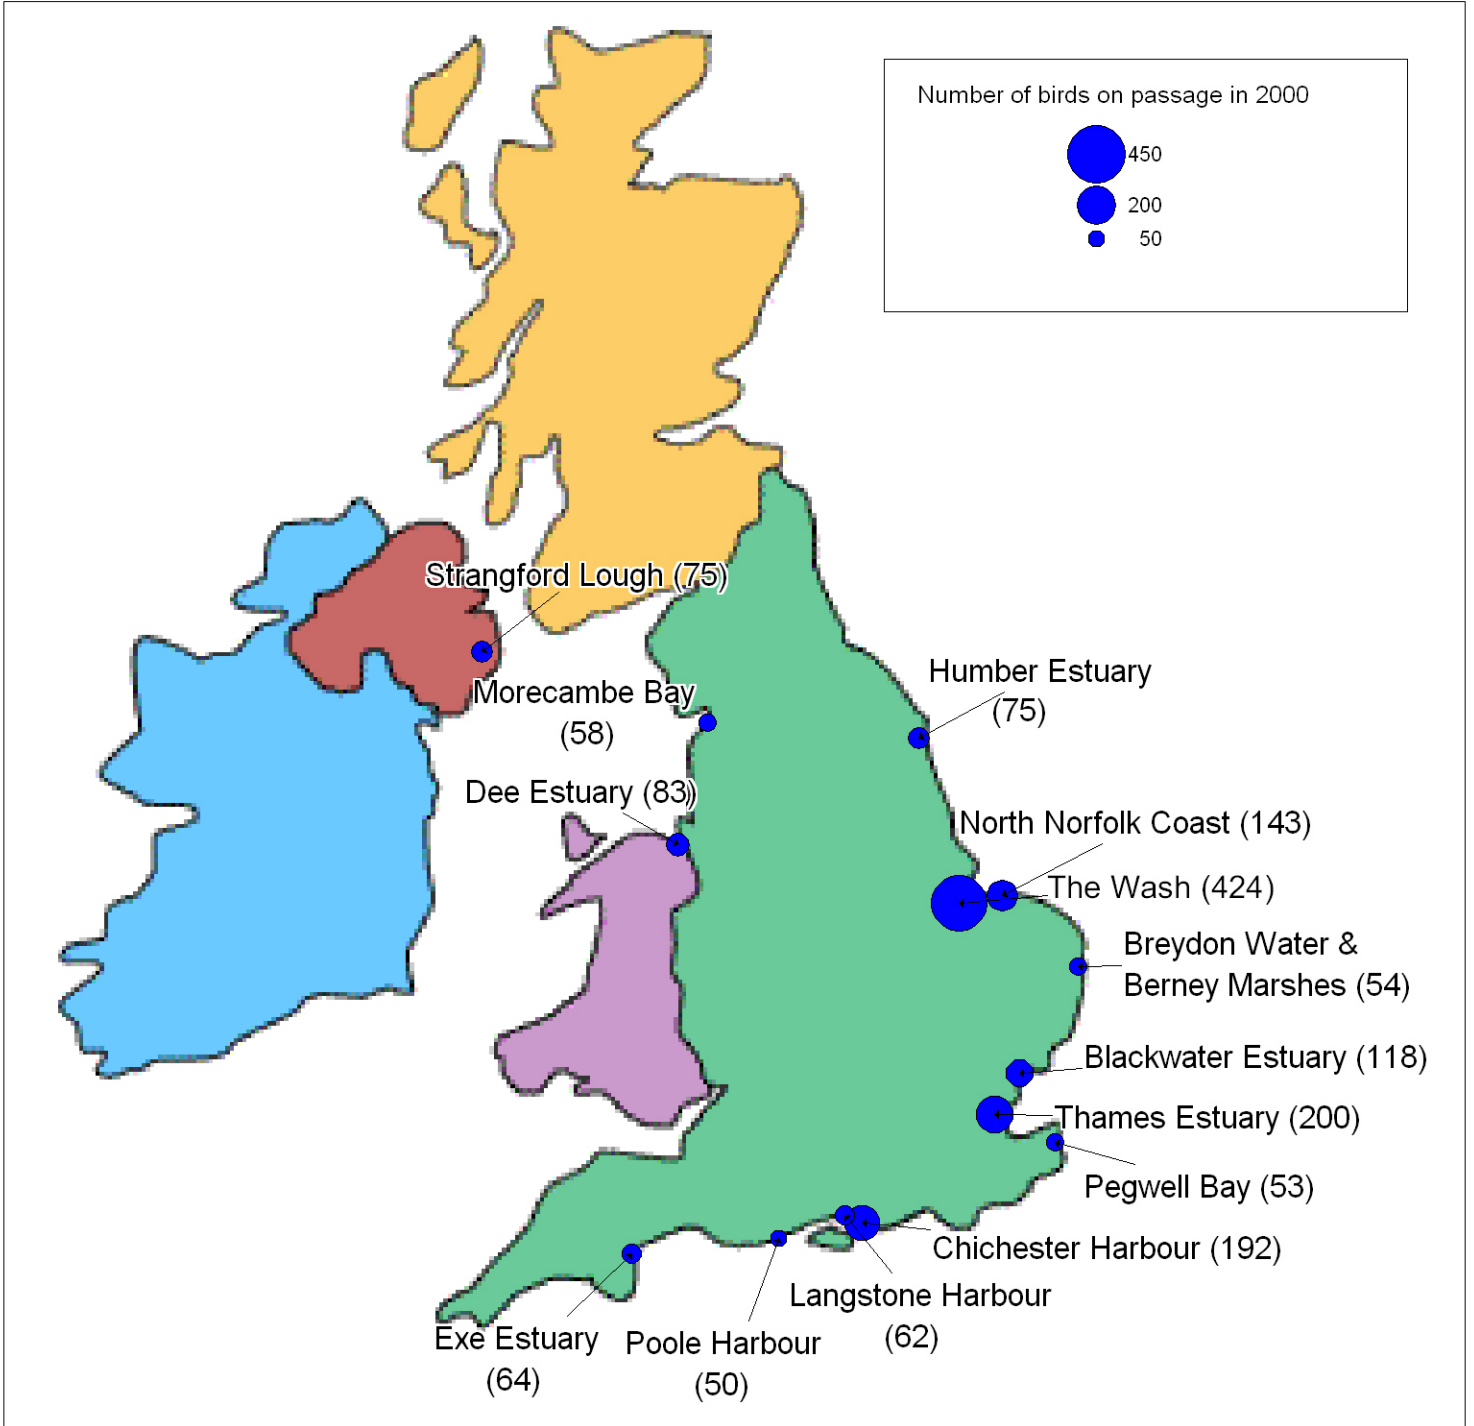 Number of birds on passage in 2000
450
200
50
Strangford Lough (75)
Humber Estuary
(75)
Morecambe Bay
(58)
Dee Estuary (83)
North Norfolk Coast (143)
The Wash (424)
Breydon Water &
Berney Marshes (54)
Blackwater Estuary (118)
Thames Estuary (200)
Pegwell Bay (53)
Chichester Harbour (192)
Langstone Harbour
(62)
Exe Estuary
(64)
Poole Harbour
(50)